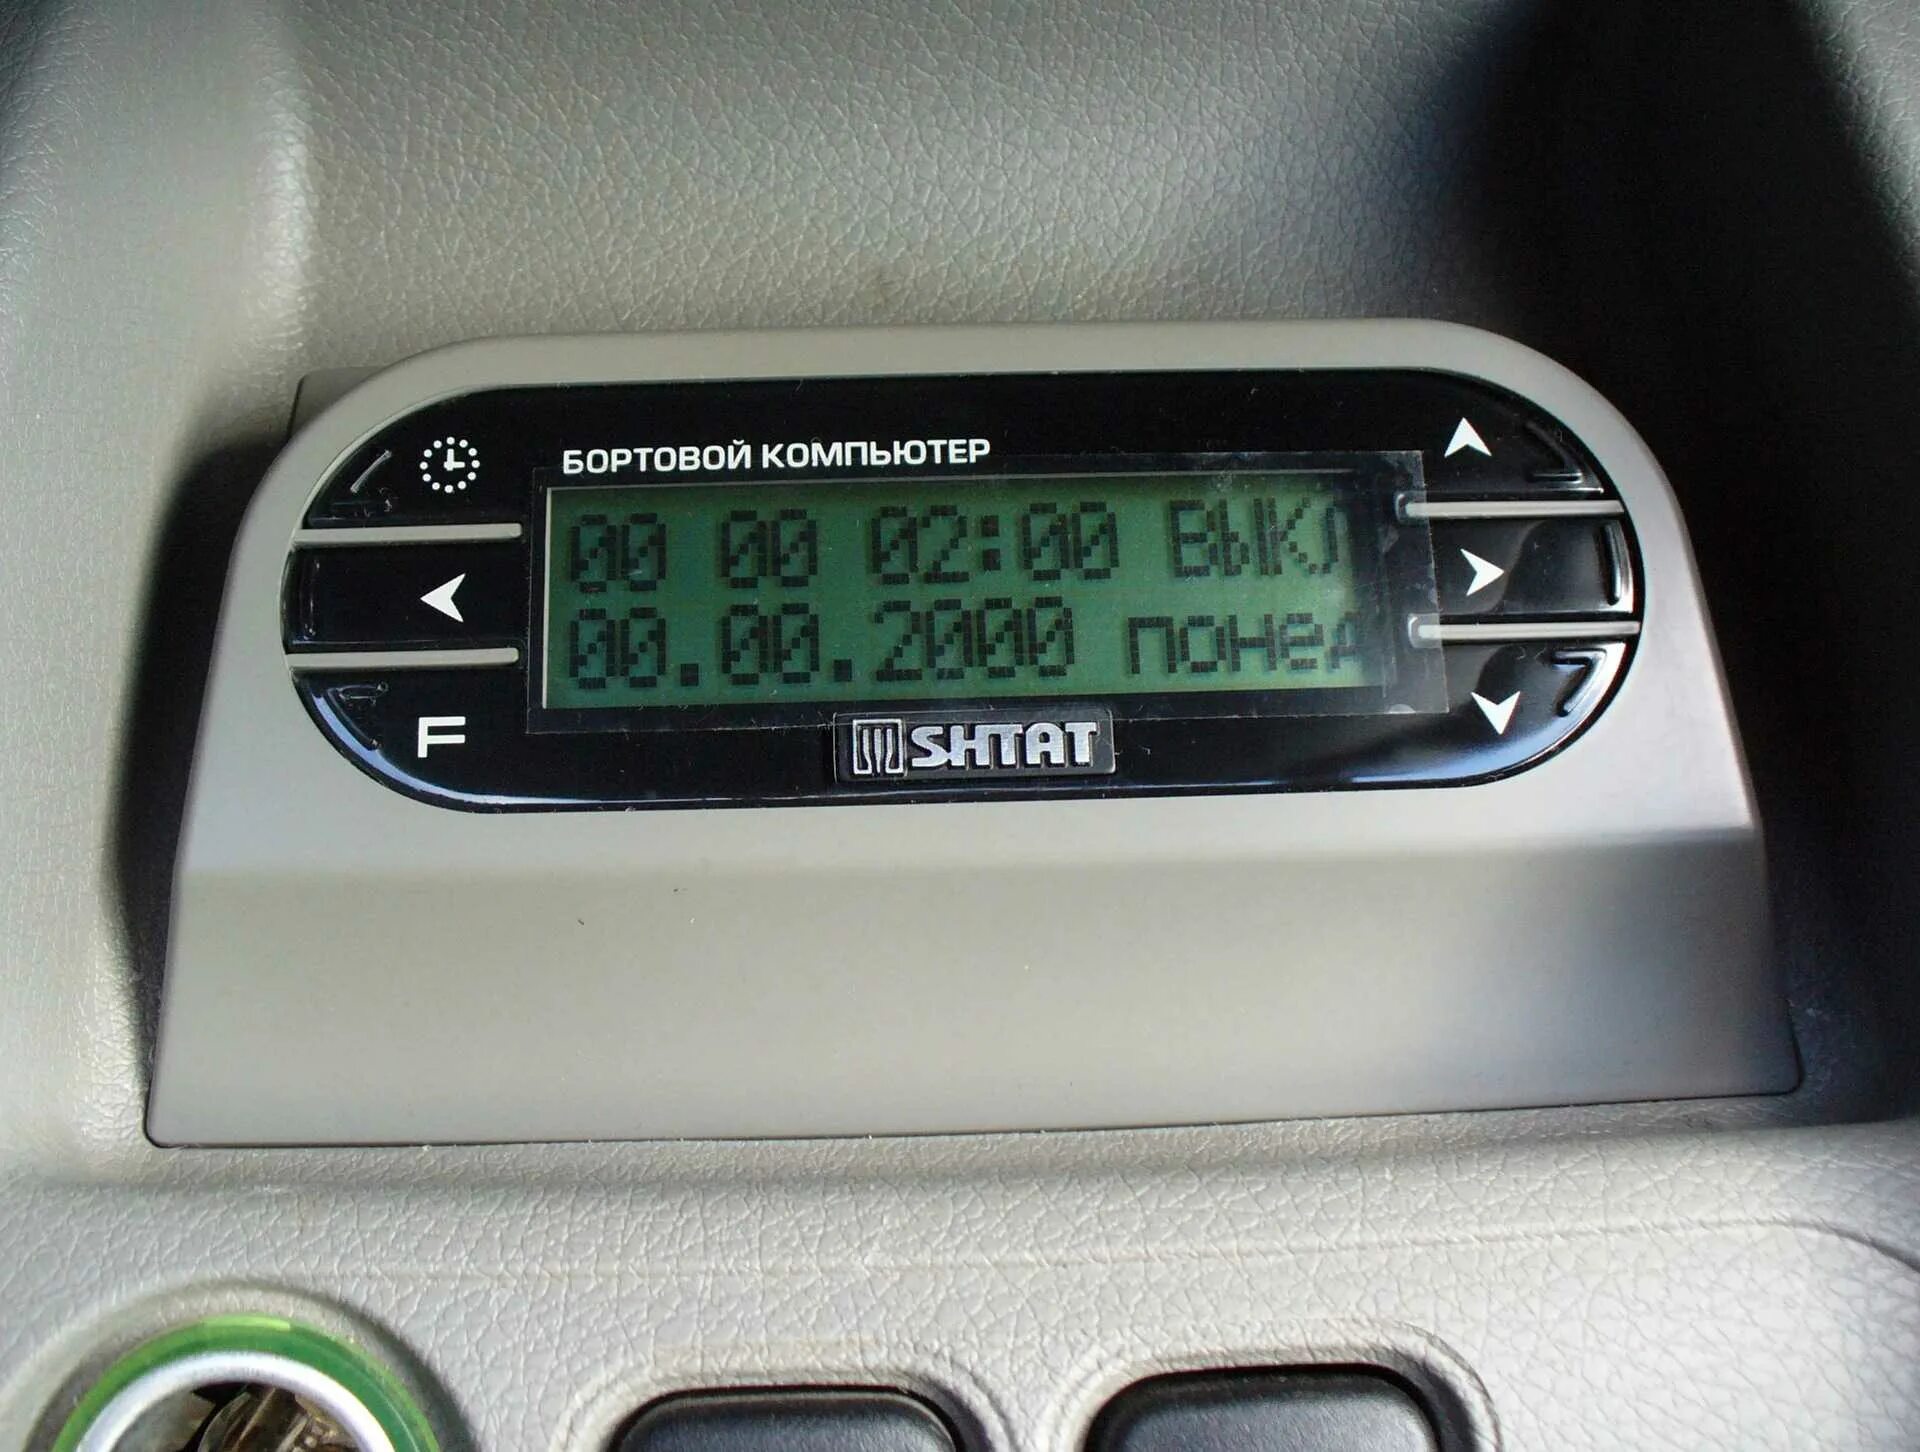 БОРТОВОЙ КОМПЬЮТЕР
00 00 02:00 ВЫКЛ
00.00.2000 понед
F
SHTAT